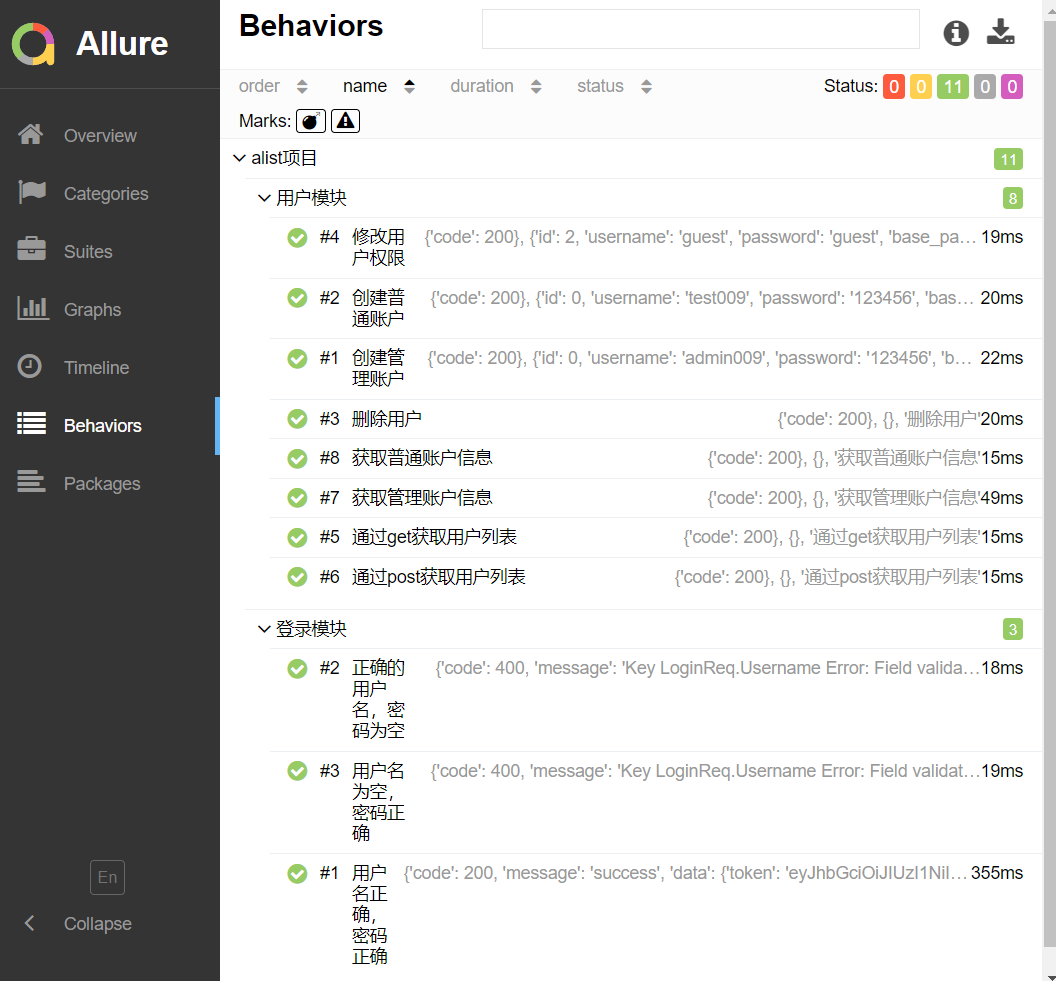 Allure
Overview
Categories
Suites
Graphs
Timeline
Behaviors
Packages
En
Collapse
Behaviors
order name duration status Status: 0 0 11 0 0
Marks:
alist项目 11
用户模块 8
#4 修改用 {'code': 200}, {'id': 2, 'username': 'guest', 'password': 'guest', 'base_pa… 19ms
户权限
#2 创建普 {'code': 200}, {'id': 0, 'username': 'test009', 'password': '123456', 'bas… 20ms
通账户
#1 创建管 {'code': 200}, {'id': 0, 'username': 'admin009', 'password': '123456', 'b… 22ms
理账户
#3 删除用户 {'code': 200}, {}, '删除用户' 20ms
#8 获取普通账户信息 {'code': 200}, {}, '获取普通账户信息' 15ms
#7 获取管理账户信息 {'code': 200}, {}, '获取管理账户信息' 49ms
#5 通过get获取用户列表 {'code': 200}, {}, '通过get获取用户列表' 15ms
#6 通过post获取用户列表 {'code': 200}, {}, '通过post获取用户列表' 15ms
登录模块 3
#2 正确的 {'code': 400, 'message': 'Key LoginReq.Username Error: Field valida… 18ms
用户
名，密
码为空
#3 用户名 {'code': 400, 'message': 'Key LoginReq.Username Error: Field validat… 19ms
为空，
密码正
确
#1 用户 {'code': 200, 'message': 'success', 'data': {'token': 'eyJhbGciOiJIUzI1NiI… 355ms
名正
确，
密码
正确